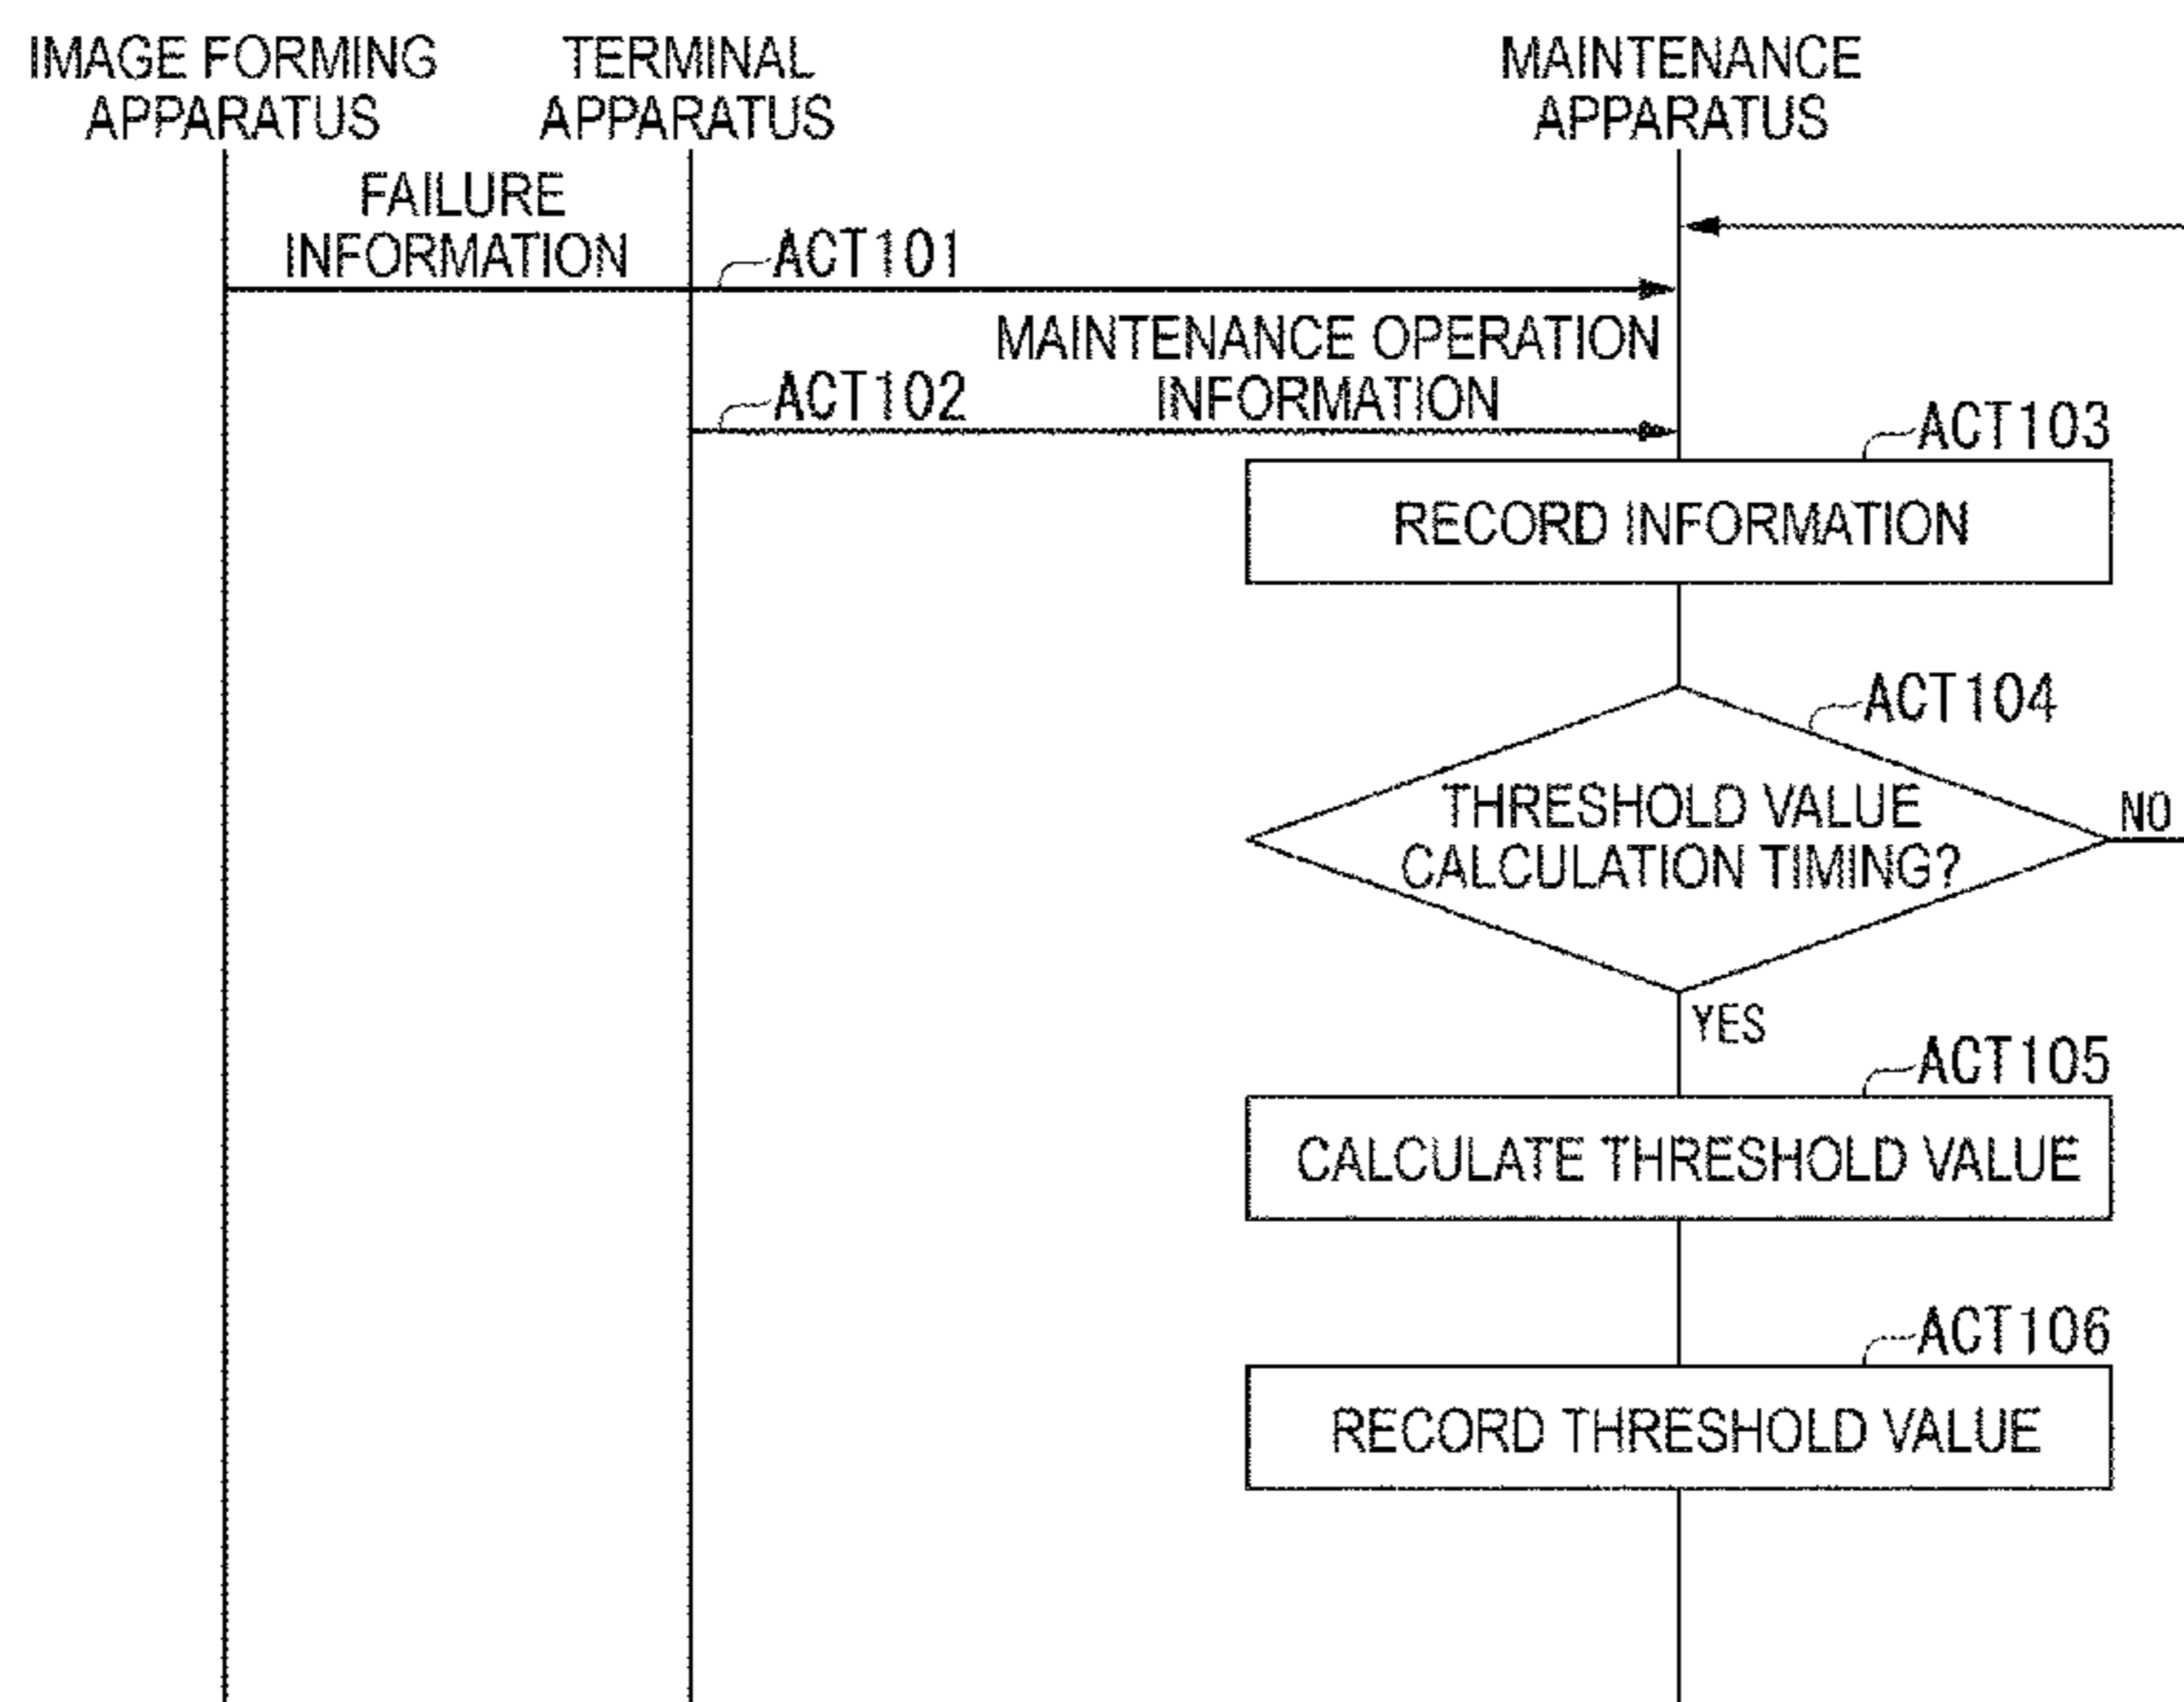 IMAGE FORMING
APPARATUS
TERMINAL
APPARATUS
MAINTENANCE
APPARATUS
FAILURE
INFORMATION
ACT101
MAINTENANCE OPERATION
INFORMATION
ACT102
ACT103
RECORD INFORMATION
ACT104
THRESHOLD VALUE
CALCULATION TIMING?
NO
YES
ACT105
CALCULATE THRESHOLD VALUE
ACT106
RECORD THRESHOLD VALUE